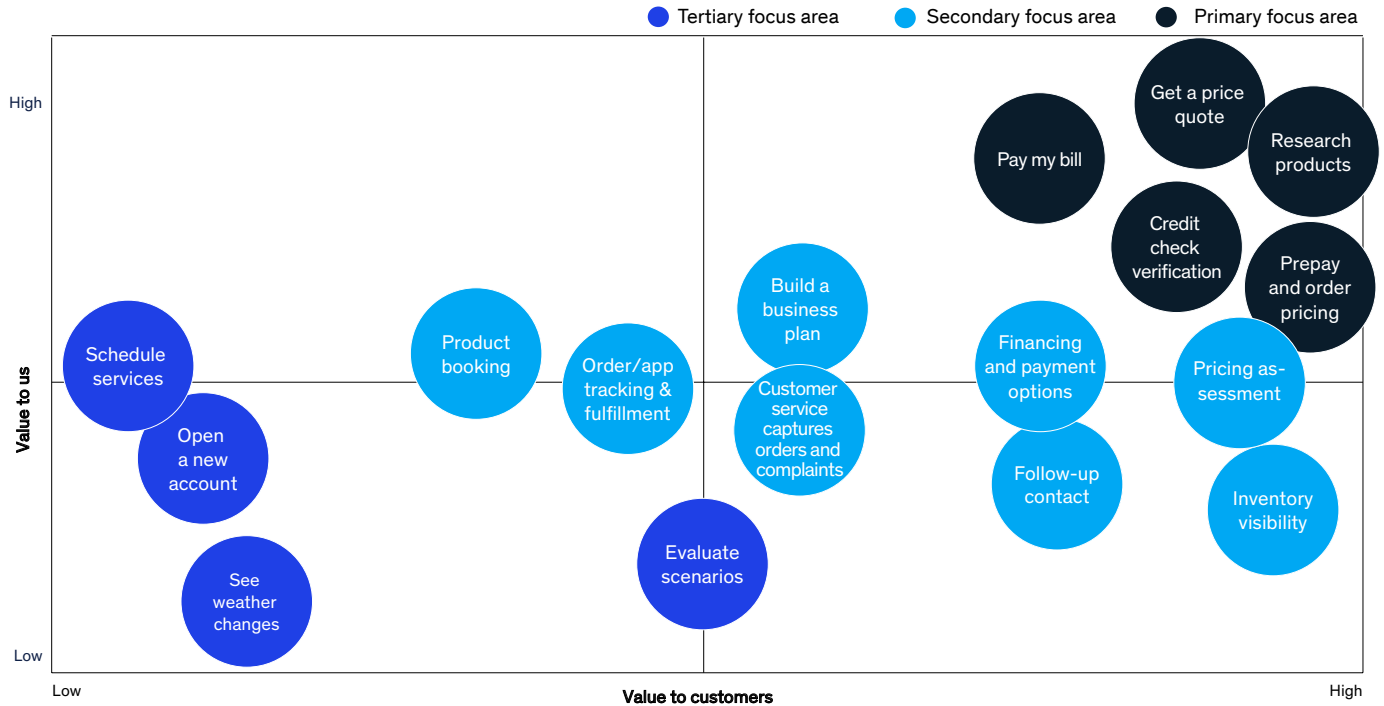 Tertiary focus area
Secondary focus area
Primary focus area
High
Get a price
quote
Research
products
Pay my bill
Credit
check
verification
Prepay
and order
pricing
Build a
business
plan
Product
booking
Schedule
services
Order/app
tracking &
fulfillment
Financing
and payment
options
Pricing as-
sessment
Customer
service
captures
orders and
complaints
Open
a new
account
Follow-up
contact
Inventory
visibility
Evaluate
scenarios
See
weather
changes
Value to us
Low
Low
Value to customers
High